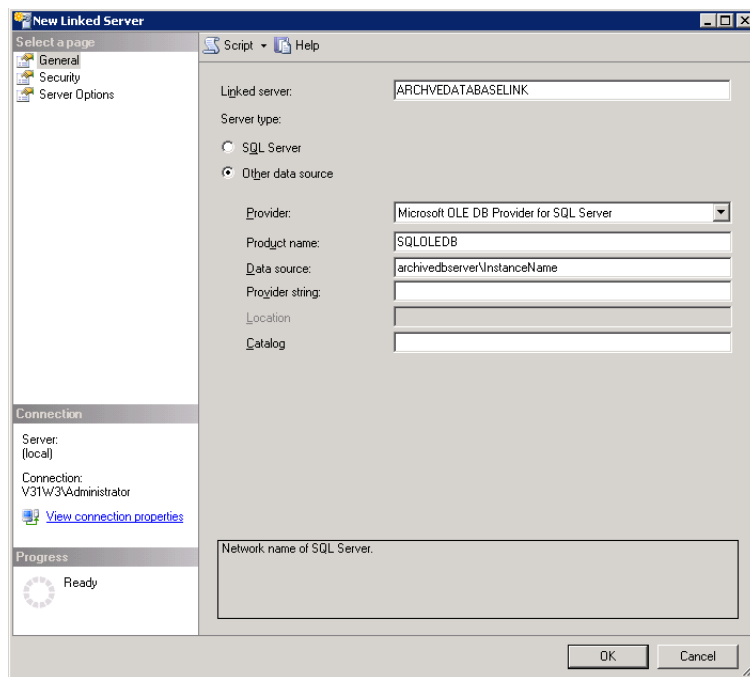 New Linked Server
Select a page
General
Security
Server Options
Script Help
Linked server: ARCHVEDATABASELINK
Server type:
SQL Server
Other data source
Provider: Microsoft OLE DB Provider for SQL Server
Product name: SQLOLEDB
Data source: archivedbserver\InstanceName
Provider string:
Location
Catalog
Connection
Server:
(local)
Connection:
V31W3\Administrator
View connection properties
Progress
Ready
Network name of SQL Server.
OK Cancel